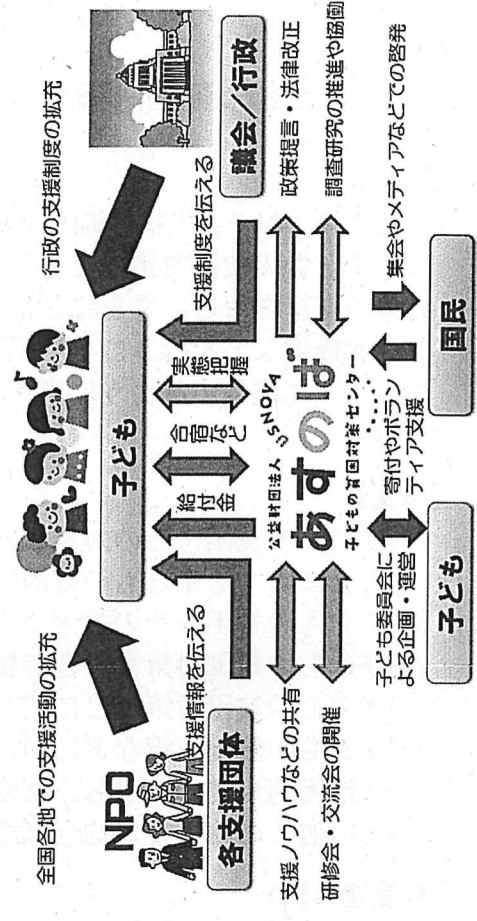 全国各地での支援活動の拡充
行政の支援制度の拡充
NPO
各支援団体
子ども
議会／行政
支援情報を伝える
給付金
合宿など
実態把握
支援制度を伝える
支援ノウハウなどの共有
研修会・交流会の開催
公益財団法人 USNOVA
あすのば
子どもの貧困対策センター
政策提言・法律改正
調査研究の推進や協働
子ども委員会に
よる企画・運営
寄付やボラン
ティア支援
集会やメディアなどでの啓発
子ども
国民